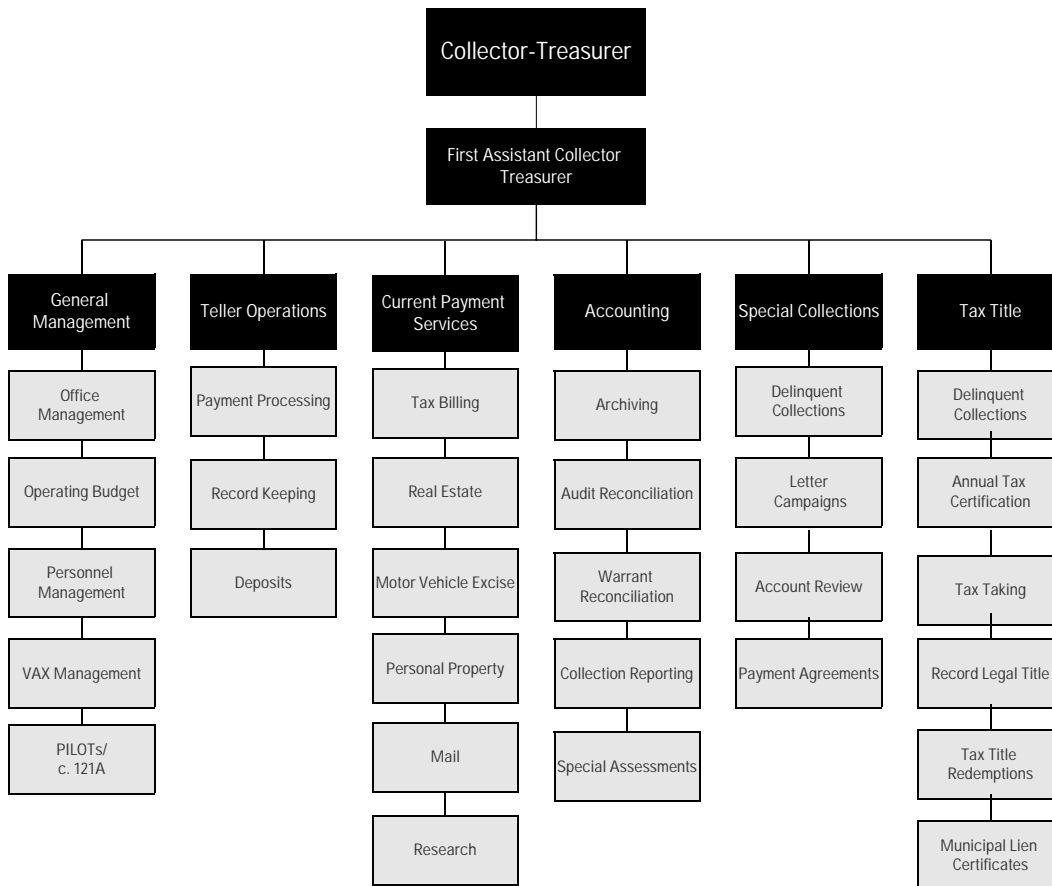 Collector-Treasurer
First Assistant Collector
Treasurer
General
Management
Office
Management
Operating Budget
Personnel
Management
VAX Management
PILOTs/
c. 121A
Teller Operations
Payment Processing
Record Keeping
Deposits
Current Payment
Services
Tax Billing
Real Estate
Motor Vehicle Excise
Personal Property
Mail
Research
Accounting
Archiving
Audit Reconciliation
Warrant
Reconciliation
Collection Reporting
Special Assessments
Special Collections
Delinquent
Collections
Letter
Campaigns
Account Review
Payment Agreements
Tax Title
Delinquent
Collections
Annual Tax
Certification
Tax Taking
Record Legal Title
Tax Title
Redemptions
Municipal Lien
Certificates